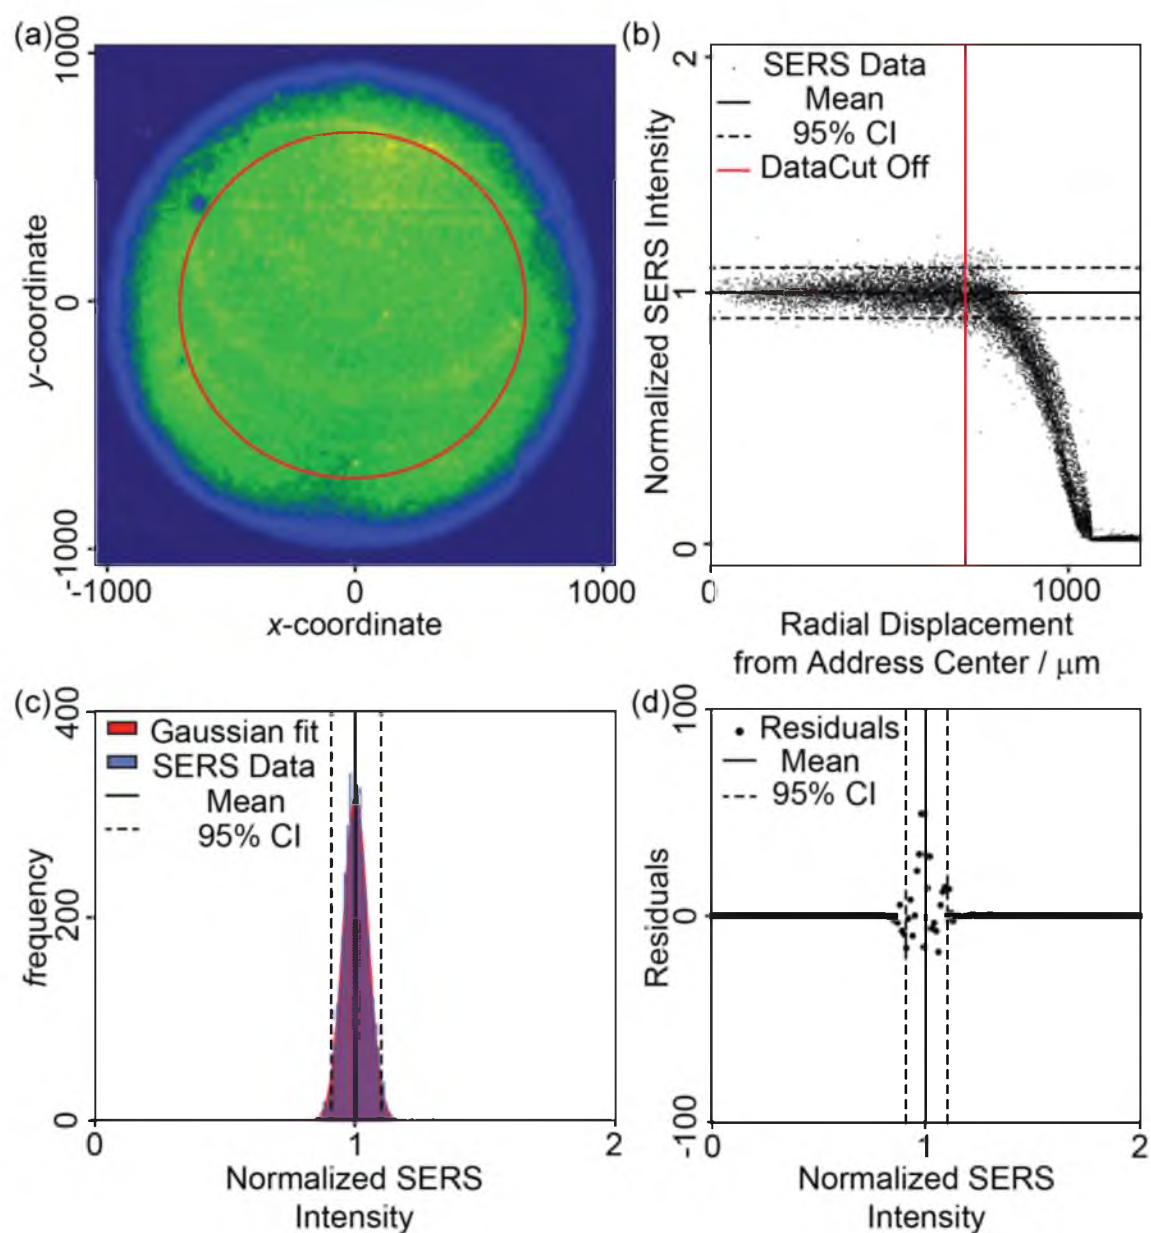 (a)
1000
0
-1000
y-coordinate
-1000
0
1000
x-coordinate
(b)
2
1
0
Normalized SERS Intensity
SERS Data
Mean
95% CI
DataCut Off
0
1000
Radial Displacement
from Address Center / μm
(c)
400
200
0
frequency
Gaussian fit
SERS Data
Mean
95% CI
0
1
2
Normalized SERS
Intensity
(d)
100
0
-100
Residuals
Residuals
Mean
95% CI
0
1
2
Normalized SERS
Intensity